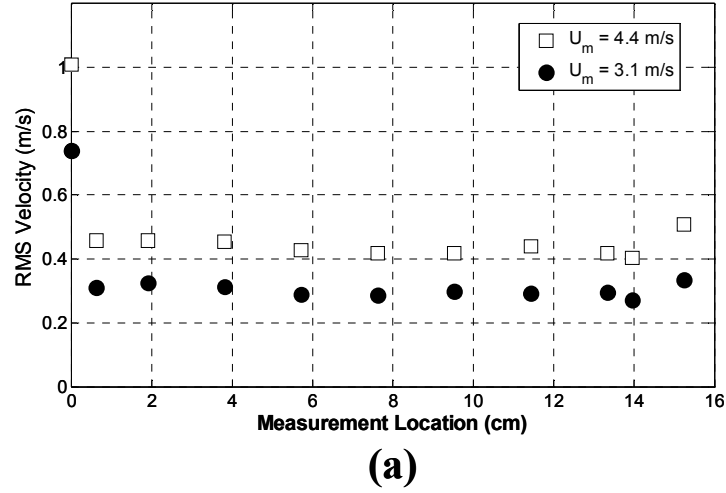 U_m = 4.4 m/s
U_m = 3.1 m/s
1
0.8
0.6
0.4
0.2
0
RMS Velocity (m/s)
0 2 4 6 8 10 12 14 16
Measurement Location (cm)
(a)